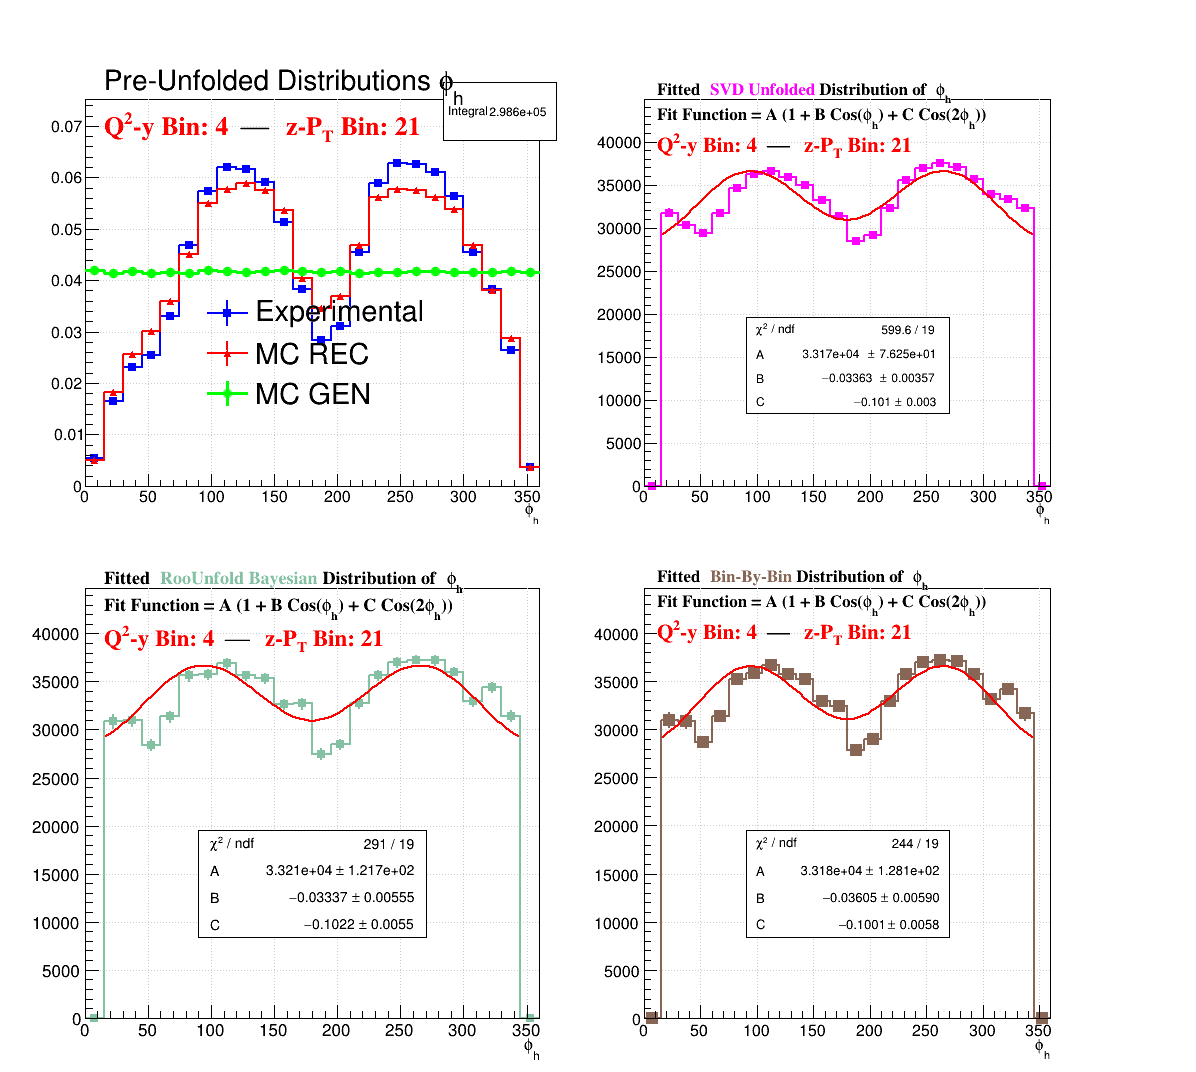 Pre-Unfolded Distributions ϕh
Integral 2.986e+05
Q²-y Bin: 4 — z-PT Bin: 21
0.07
0.06
0.05
0.04
0.03
0.02
0.01
0
Experimental
MC REC
MC GEN
0 50 100 150 200 250 300 350
ϕh
Fitted SVD Unfolded Distribution of ϕh
Fit Function = A (1 + B Cos(ϕh) + C Cos(2ϕh))
Q²-y Bin: 4 — z-PT Bin: 21
40000
35000
30000
25000
20000
15000
10000
5000
0
χ² / ndf 599.6 / 19
A 3.317e+04 ± 7.625e+01
B −0.03363 ± 0.00357
C −0.101 ± 0.003
0 50 100 150 200 250 300 350
ϕh
Fitted RooUnfold Bayesian Distribution of ϕh
Fit Function = A (1 + B Cos(ϕh) + C Cos(2ϕh))
Q²-y Bin: 4 — z-PT Bin: 21
40000
35000
30000
25000
20000
15000
10000
5000
0
χ² / ndf 291 / 19
A 3.321e+04 ± 1.217e+02
B −0.03337 ± 0.00555
C −0.1022 ± 0.0055
0 50 100 150 200 250 300 350
ϕh
Fitted Bin-By-Bin Distribution of ϕh
Fit Function = A (1 + B Cos(ϕh) + C Cos(2ϕh))
Q²-y Bin: 4 — z-PT Bin: 21
40000
35000
30000
25000
20000
15000
10000
5000
0
χ² / ndf 244 / 19
A 3.318e+04 ± 1.281e+02
B −0.03605 ± 0.00590
C −0.1001 ± 0.0058
0 50 100 150 200 250 300 350
ϕh